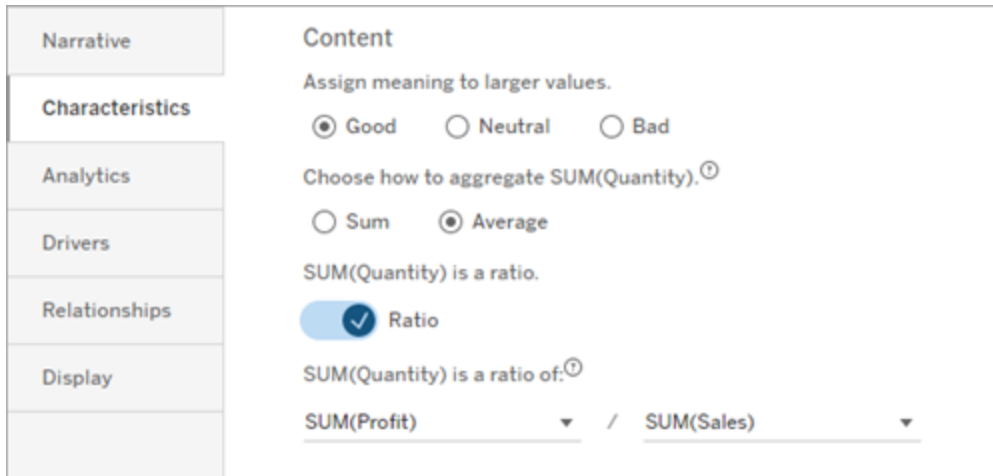 Narrative
Characteristics
Analytics
Drivers
Relationships
Display
Content
Assign meaning to larger values.
Good Neutral Bad
Choose how to aggregate SUM(Quantity).
Sum Average
SUM(Quantity) is a ratio.
Ratio
SUM(Quantity) is a ratio of:
SUM(Profit) / SUM(Sales)